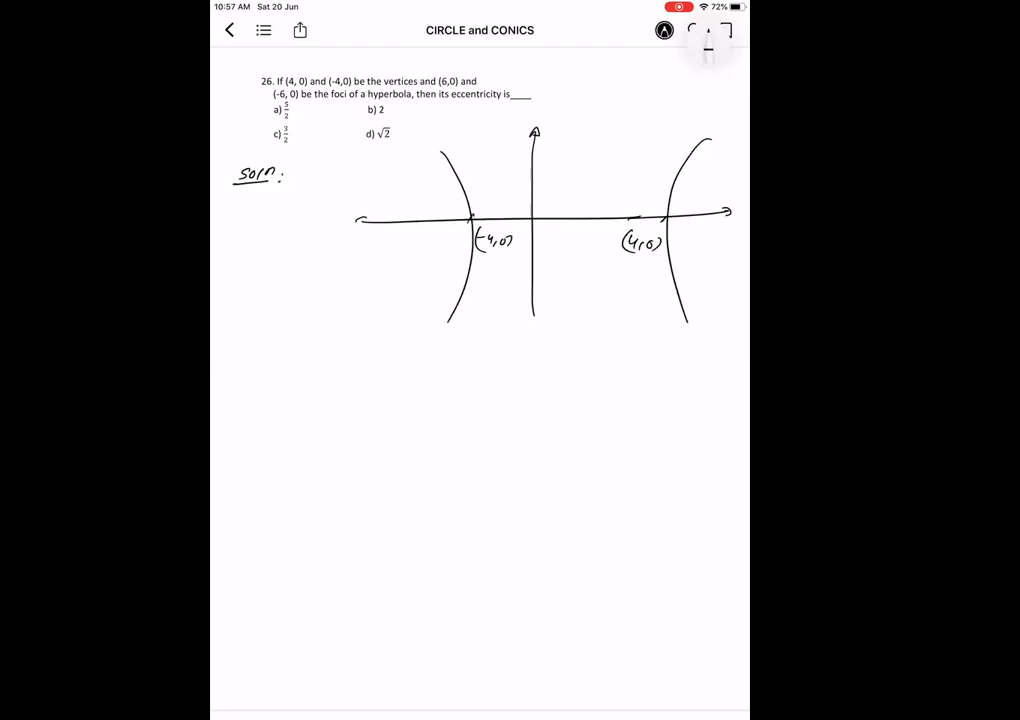 10:57 AM Sat 20 Jun 72%
CIRCLE and CONICS
26. If (4, 0) and (-4,0) be the vertices and (6,0) and
(-6, 0) be the foci of a hyperbola, then its eccentricity is____
a) 5/2 b) 2
c) 3/2 d) √2
Soln:
(-4,0) (4,0)